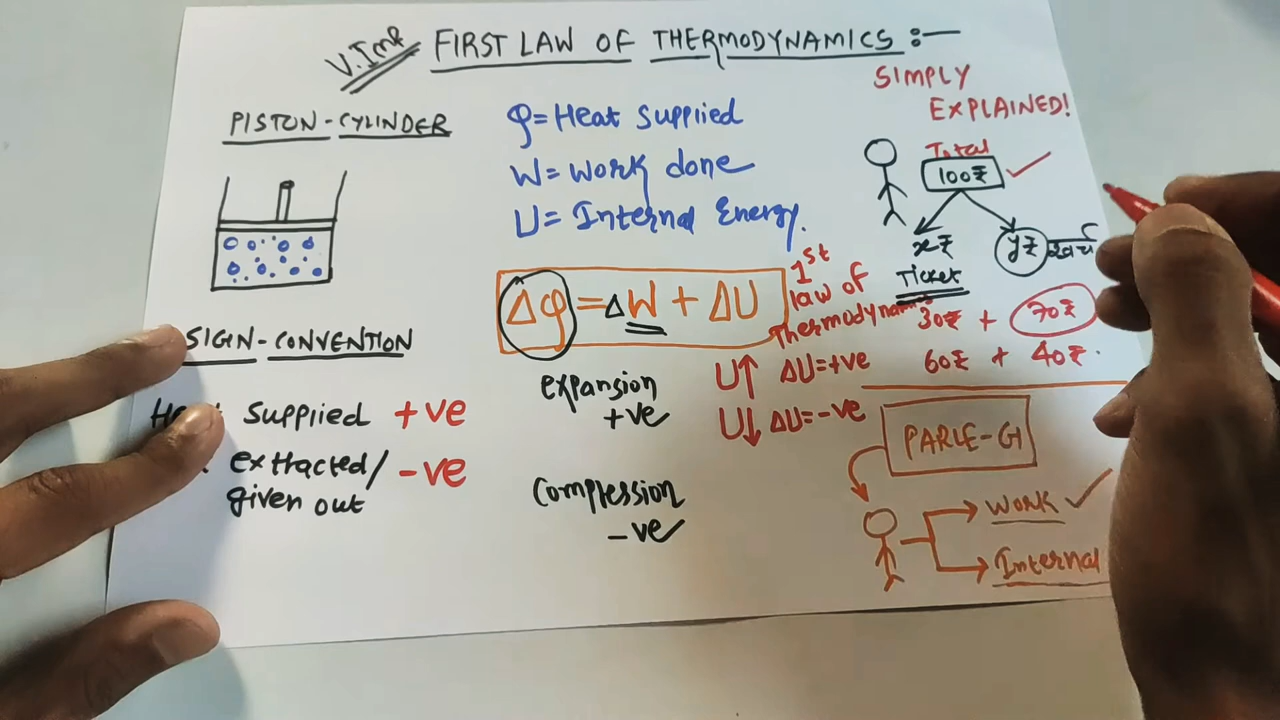 V.Imp FIRST LAW OF THERMODYNAMICS :—
SIMPLY
EXPLAINED!
PISTON-CYLINDER
φ = Heat Supplied
W = Work done
U = Internal Energy.
Total
100₹
x₹
y₹
Ticket
30₹ + 70₹
60₹ + 40₹.
Δφ = ΔW + ΔU
1st
law of
Thermodynamics
SIGN-CONVENTION
Supplied +ve
extracted/ -ve
given out
expansion
+ve
Compression
-ve
U↑ ΔU=+ve
U↓ ΔU=-ve
PARLE-G
WORK
Internal